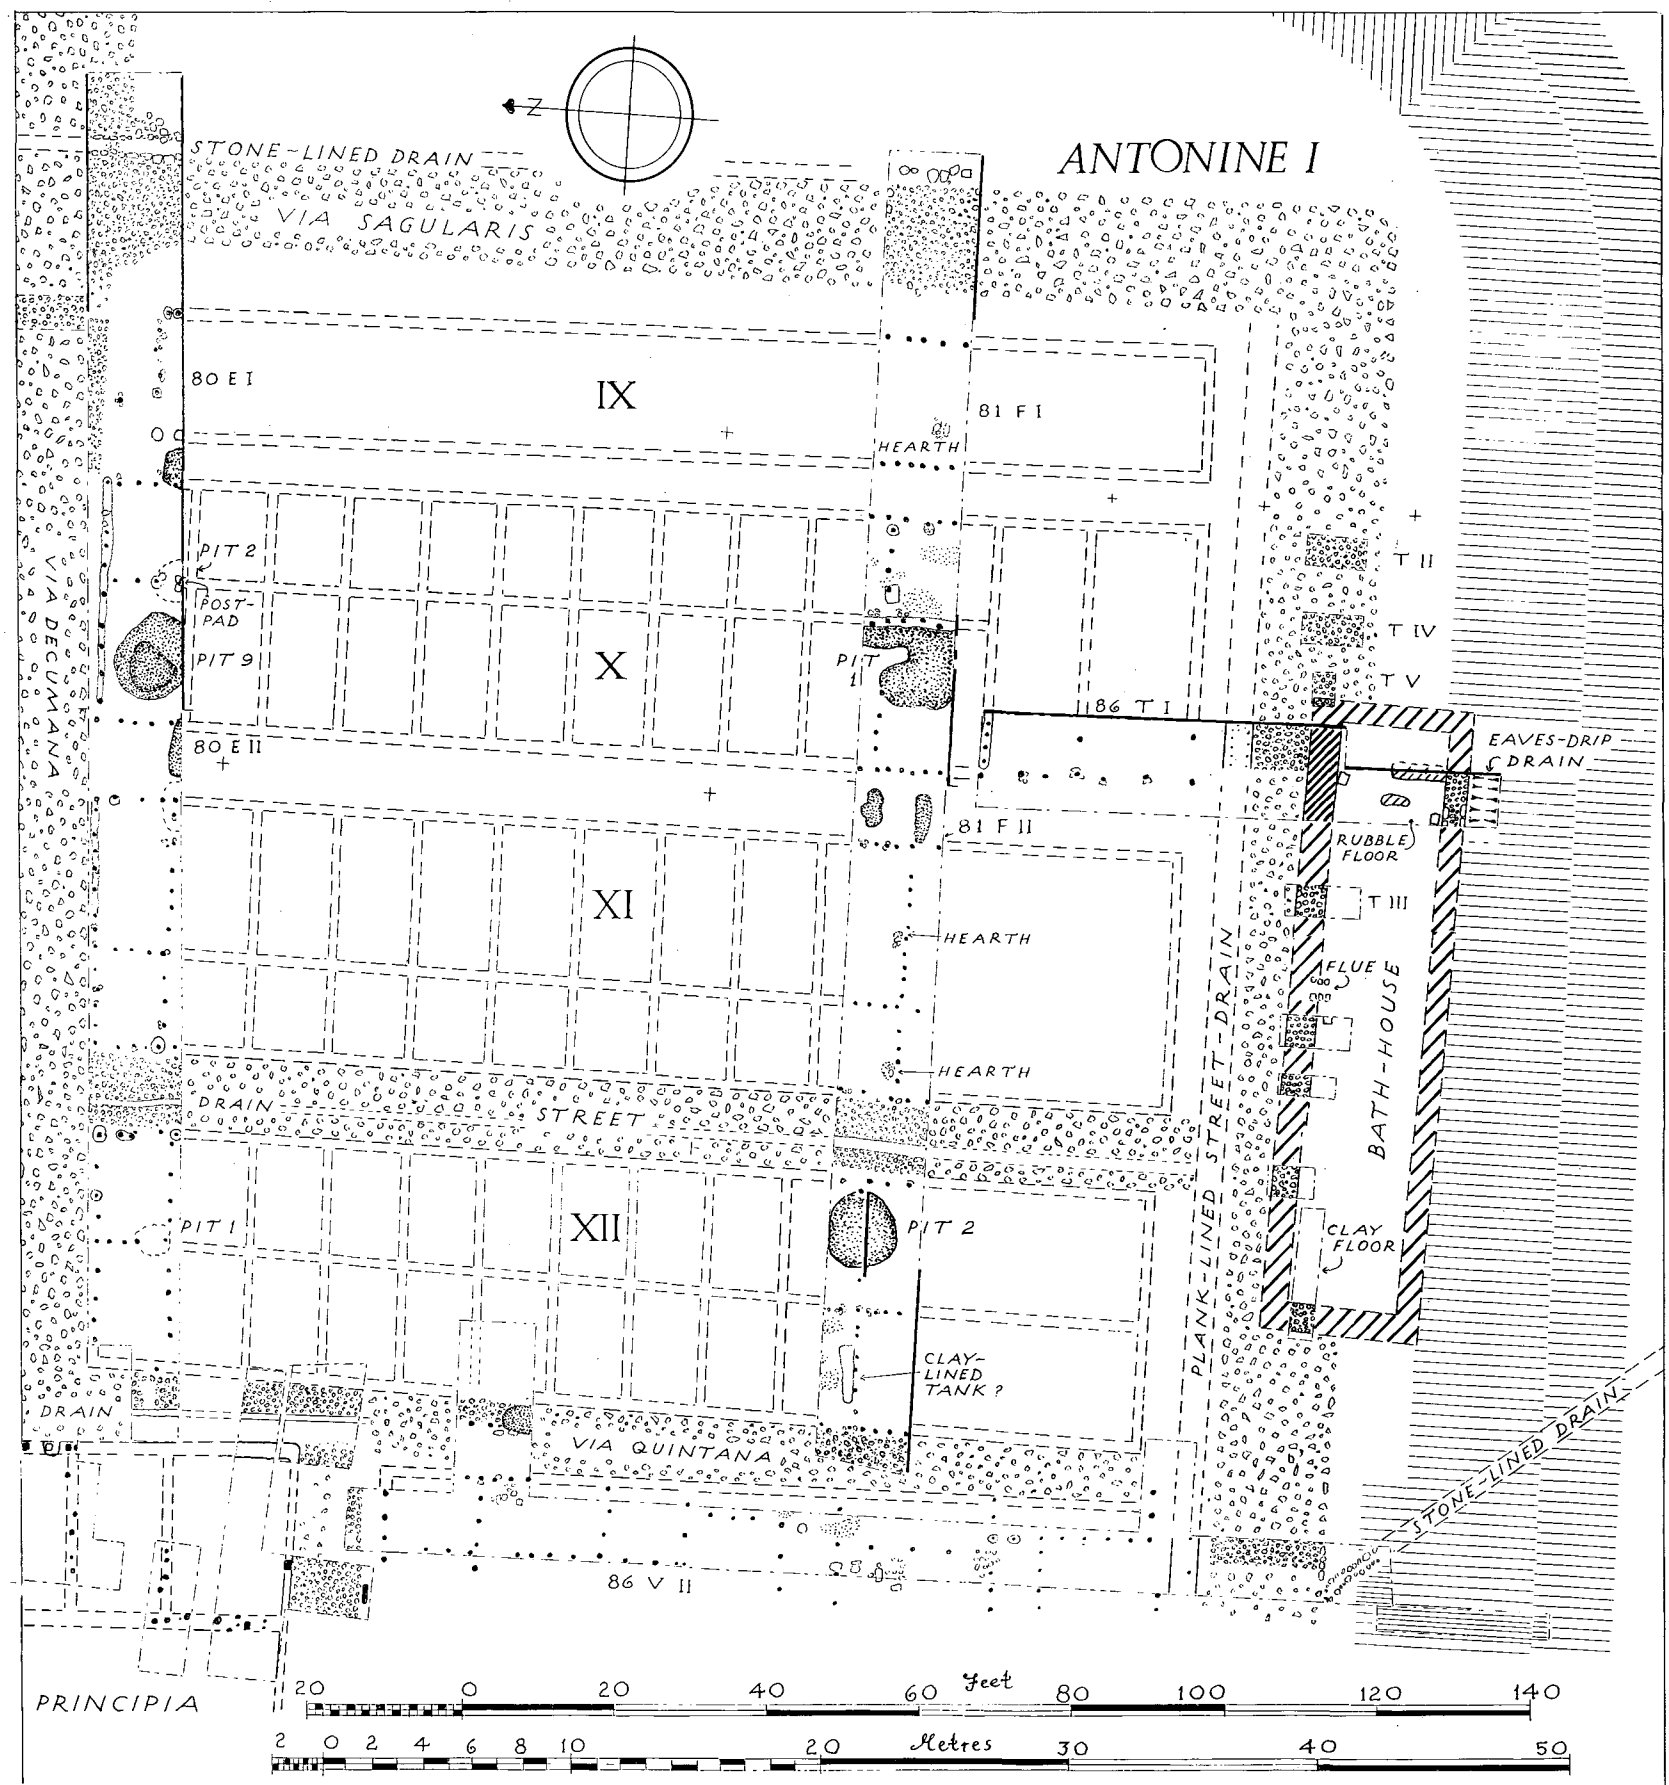 ANTONINE I
Z
STONE-LINED DRAIN
VIA SAGULARIS
80 E I
IX
81 F I
HEARTH
T II
PIT 2
POST-
PAD
PIT 9
X
PIT
1
T IV
T V
VIA DECUMANA
86 T I
80 E II
EAVES-DRIP
DRAIN
81 F II
RUBBLE
FLOOR
XI
T III
HEARTH
FLUE
BATH-HOUSE
HEARTH
DRAIN
STREET
PLANK-LINED STREET-DRAIN
PIT 1
XII
PIT 2
CLAY
FLOOR
CLAY-
LINED
TANK?
DRAIN
VIA QUINTANA
STONE-LINED DRAIN
86 V II
PRINCIPIA
20 0 20 40 60 Feet 80 100 120 140
2 0 2 4 6 8 10 20 Metres 30 40 50